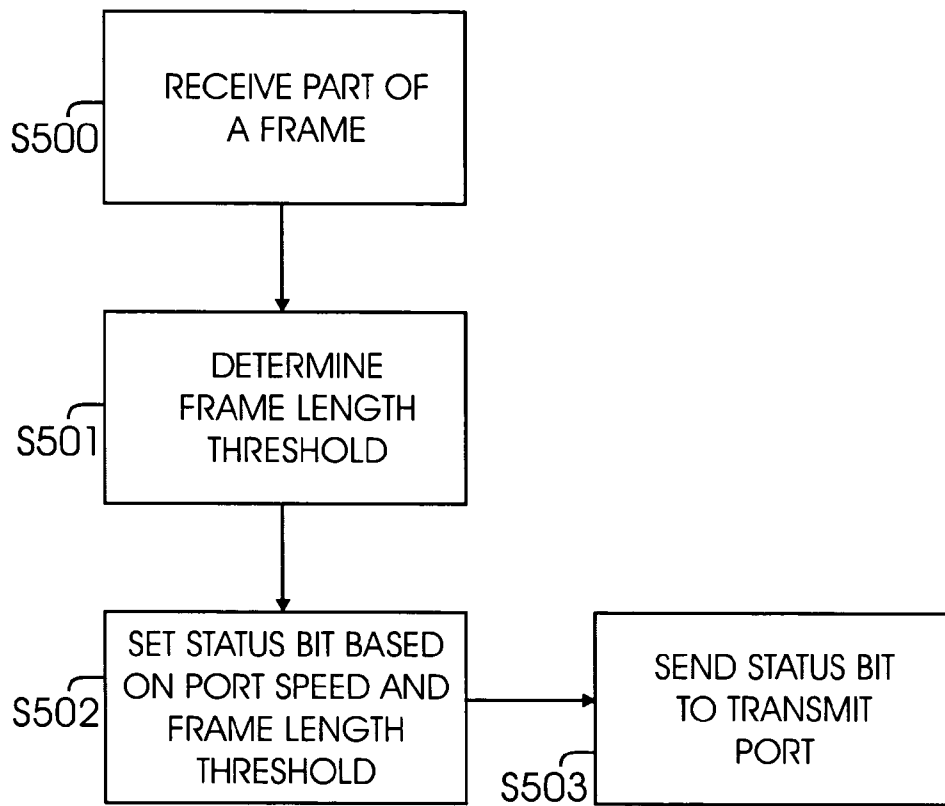 RECEIVE PART OF
A FRAME
S500
DETERMINE
FRAME LENGTH
THRESHOLD
S501
SET STATUS BIT BASED
ON PORT SPEED AND
FRAME LENGTH
THRESHOLD
S502
SEND STATUS BIT
TO TRANSMIT
PORT
S503